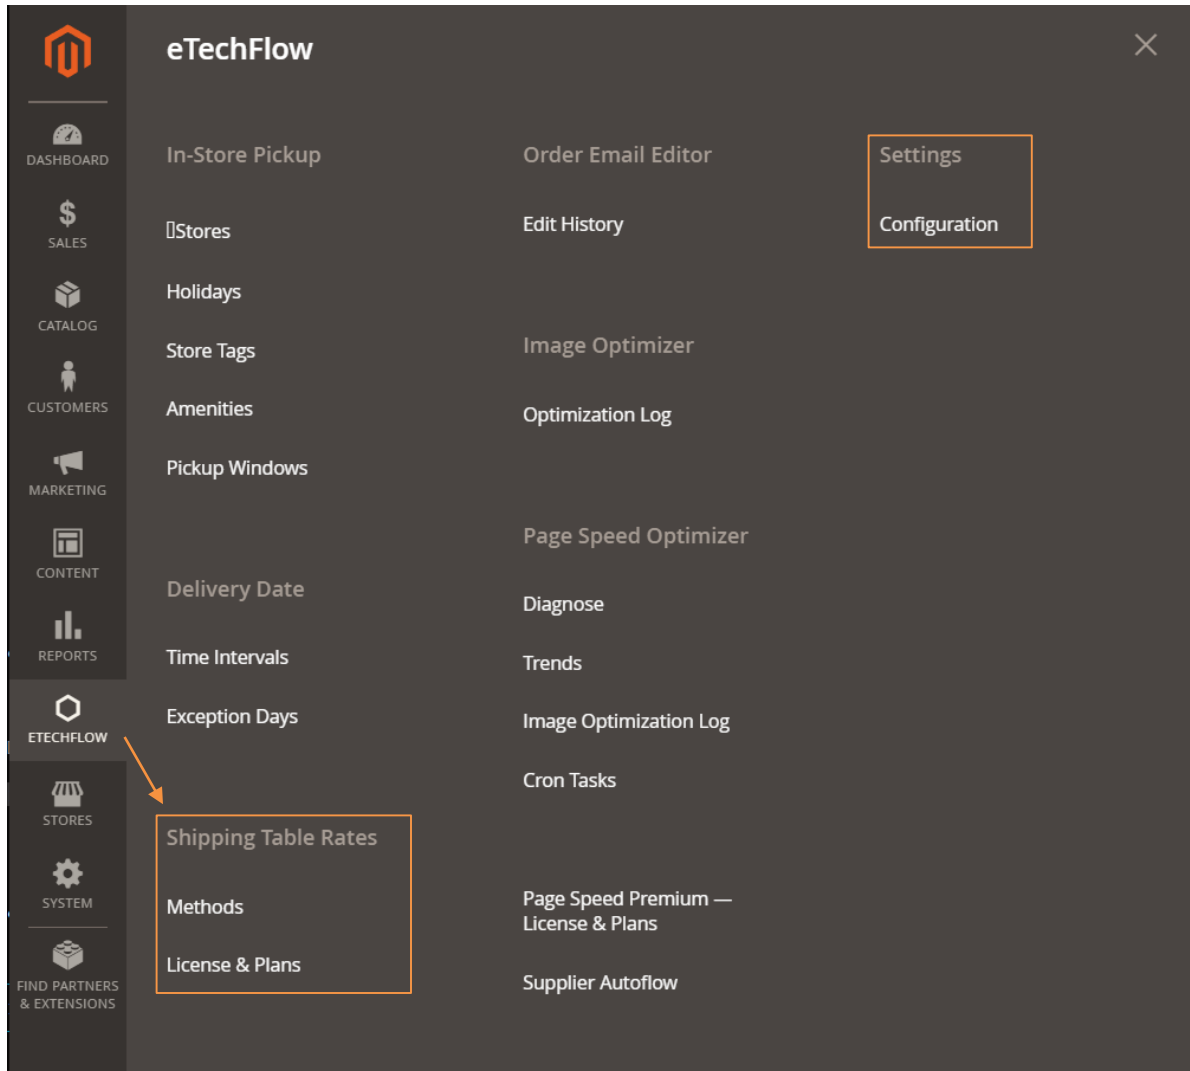 eTechFlow
DASHBOARD
SALES
CATALOG
CUSTOMERS
MARKETING
CONTENT
REPORTS
ETECHFLOW
STORES
SYSTEM
FIND PARTNERS
& EXTENSIONS
In-Store Pickup
Stores
Holidays
Store Tags
Amenities
Pickup Windows
Delivery Date
Time Intervals
Exception Days
Shipping Table Rates
Methods
License & Plans
Order Email Editor
Edit History
Image Optimizer
Optimization Log
Page Speed Optimizer
Diagnose
Trends
Image Optimization Log
Cron Tasks
Page Speed Premium —
License & Plans
Supplier Autoflow
Settings
Configuration